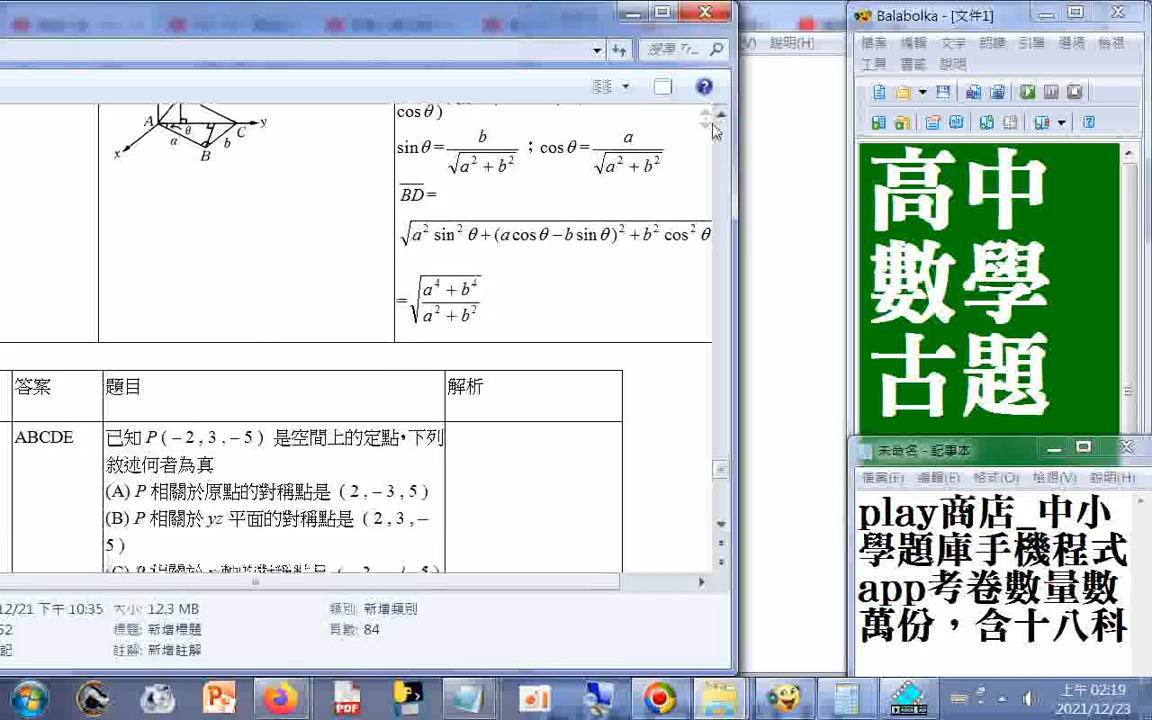 Balabolka - [文件1]
說明(H)
檔案 編輯 文字 朗讀 引擎 選項 檢視
工具 書籤 說明
cosθ)
A θ C y
x a B b
sinθ= b/√(a²+b²) ；cosθ= a/√(a²+b²)
BD=
√(a² sin² θ+(a cosθ−b sinθ)²+b² cos² θ
=√((a⁴+b⁴)/(a²+b²))
答案 題目 解析
ABCDE 已知 P ( − 2 , 3 , − 5 ) 是空間上的定點，下列
敘述何者為真
(A) P 相關於原點的對稱點是 ( 2 , − 3 , 5 )
(B) P 相關於 yz 平面的對稱點是 ( 2 , 3 , −
5 )
12/21 下午 10:35 大小: 12.3 MB 類別: 新增類別
52 標題: 新增標題 頁數: 84
記 註解: 新增註解
高中
數學
古題
未命名 - 記事本
檔案(F) 編輯(E) 格式(O) 檢視(V) 說明(H)
play商店_中小
學題庫手機程式
app考卷數量數
萬份，含十八科
上午 02:19
2021/12/23